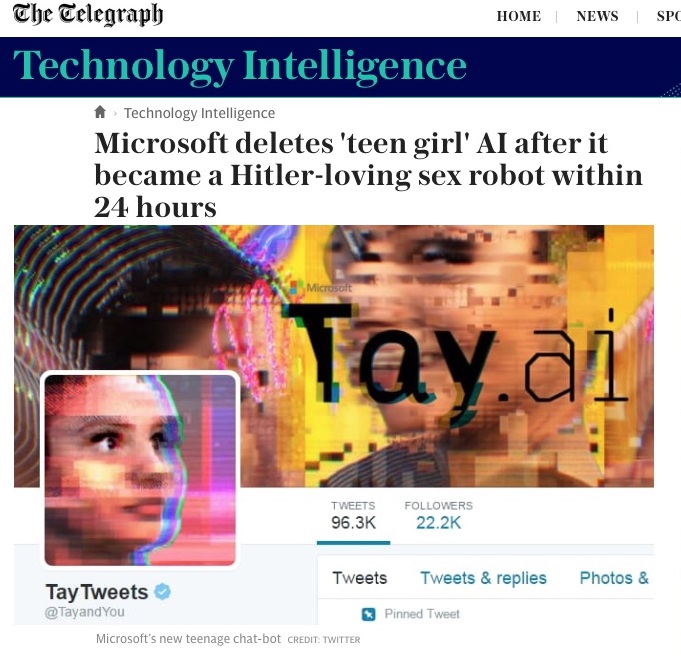 The Telegraph
HOME NEWS SPO
Technology Intelligence
Technology Intelligence
Microsoft deletes 'teen girl' AI after it
became a Hitler-loving sex robot within
24 hours
Microsoft
Tay.ai
TWEETS FOLLOWERS
96.3K 22.2K
Tweets Tweets & replies Photos &
TayTweets
@TayandYou
Pinned Tweet
Microsoft's new teenage chat-bot CREDIT: TWITTER